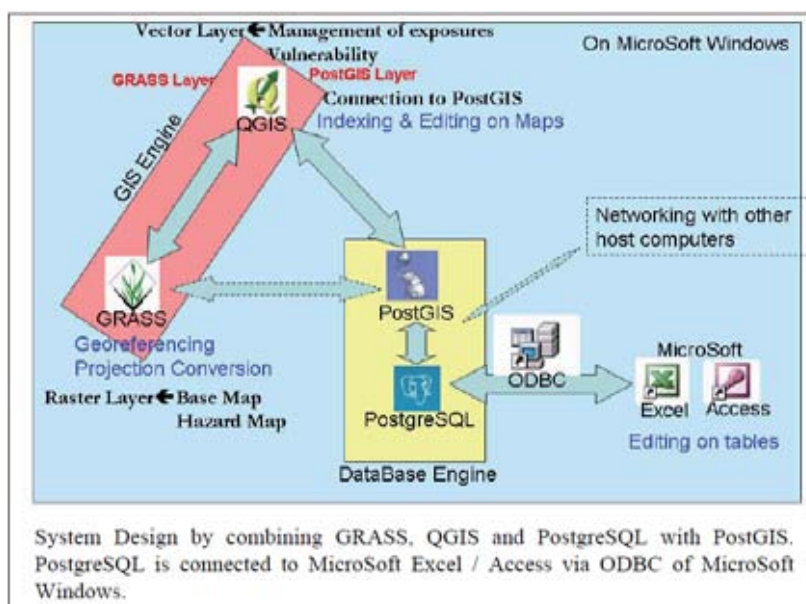 Vector Layer ← Management of exposures
Vulnerability
On MicroSoft Windows
GRASS Layer
PostGIS Layer
QGIS
Connection to PostGIS
Indexing & Editing on Maps
GIS Engine
Networking with other
host computers
GRASS
PostGIS
Georeferencing
Projection Conversion
Raster Layer ← Base Map
Hazard Map
ODBC
MicroSoft
PostgreSQL
Excel
Access
Editing on tables
DataBase Engine
System Design by combining GRASS, QGIS and PostgreSQL with PostGIS.
PostgreSQL is connected to MicroSoft Excel / Access via ODBC of MicroSoft
Windows.